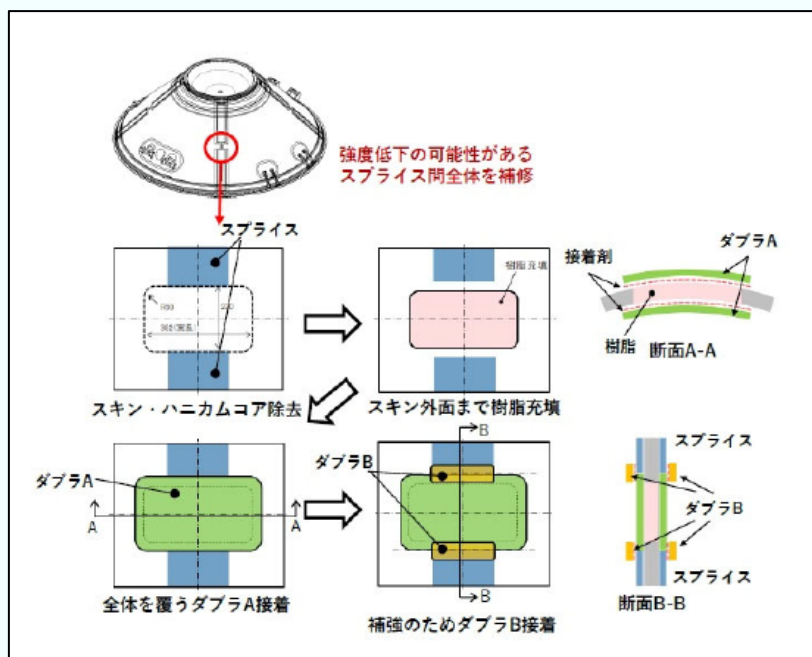 強度低下の可能性がある
スプライス間全体を補修
スプライス
樹脂充填
接着剤
ダブラA
樹脂
断面A-A
スキン・ハニカムコア除去
スキン外面まで樹脂充填
B
スプライス
ダブラA
ダブラB
ダブラB
A
A
スプライス
B
全体を覆うダブラA接着
補強のためダブラB接着
断面B-B